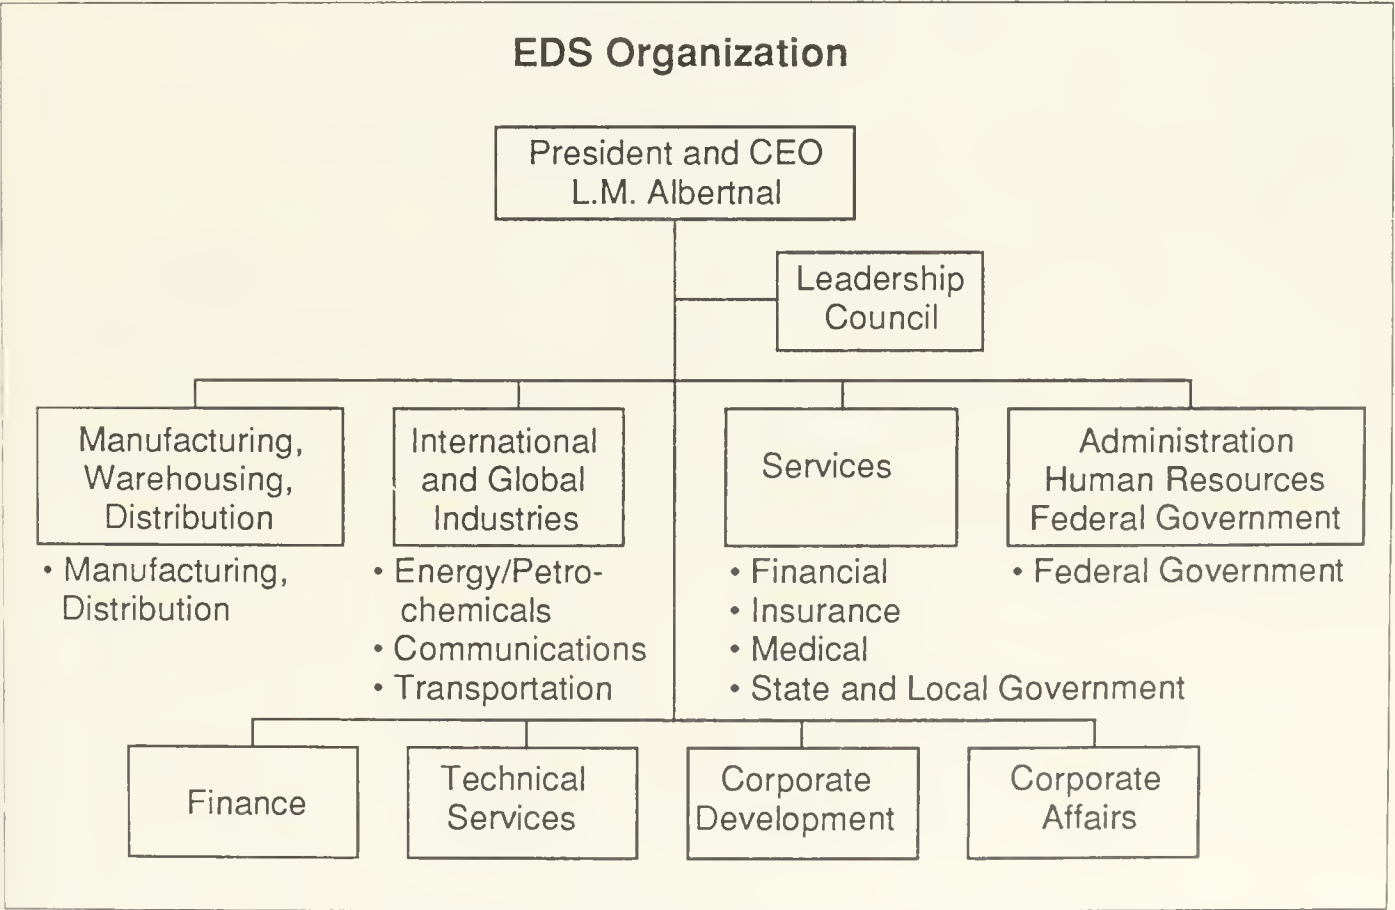 EDS Organization
President and CEO
L.M. Albertnal
Leadership
Council
Manufacturing,
Warehousing,
Distribution
• Manufacturing,
Distribution
International
and Global
Industries
• Energy/Petro-
chemicals
• Communications
• Transportation
Services
• Financial
• Insurance
• Medical
• State and Local Government
Administration
Human Resources
Federal Government
• Federal Government
Finance
Technical
Services
Corporate
Development
Corporate
Affairs